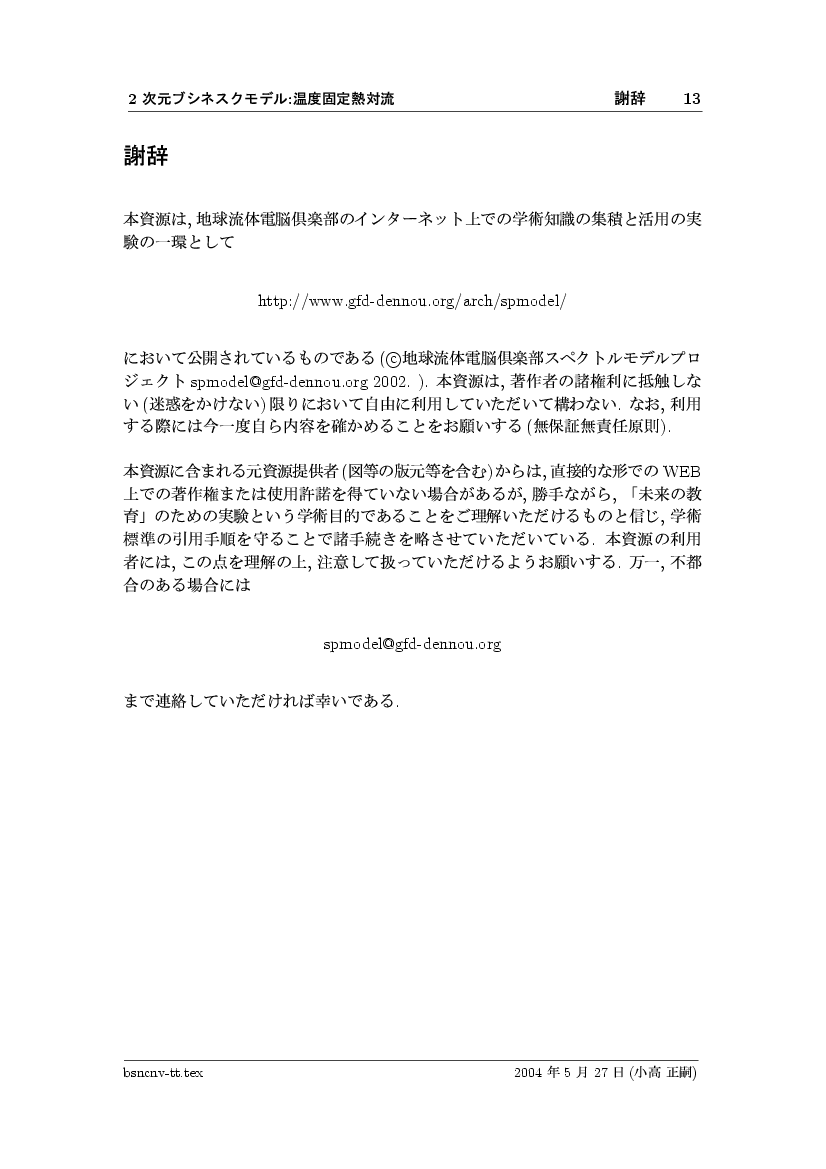 2 次元ブシネスクモデル:温度固定熱対流 謝辞 13
謝辞
本資源は, 地球流体電脳倶楽部のインターネット上での学術知識の集積と活用の実
験の一環として
http://www.gfd-dennou.org/arch/spmodel/
において公開されているものである (©地球流体電脳倶楽部スペクトルモデルプロ
ジェクト spmodel@gfd-dennou.org 2002. ). 本資源は, 著作者の諸権利に抵触しな
い (迷惑をかけない) 限りにおいて自由に利用していただいて構わない. なお, 利用
する際には今一度自ら内容を確かめることをお願いする (無保証無責任原則).
本資源に含まれる元資源提供者 (図等の版元等を含む) からは, 直接的な形での WEB
上での著作権または使用許諾を得ていない場合があるが, 勝手ながら, 「未来の教
育」のための実験という学術目的であることをご理解いただけるものと信じ, 学術
標準の引用手順を守ることで諸手続きを略させていただいている. 本資源の利用
者には, この点を理解の上, 注意して扱っていただけるようお願いする. 万一, 不都
合のある場合には
spmodel@gfd-dennou.org
まで連絡していただければ幸いである.
bsncnv-tt.tex 2004 年 5 月 27 日 (小高 正嗣)